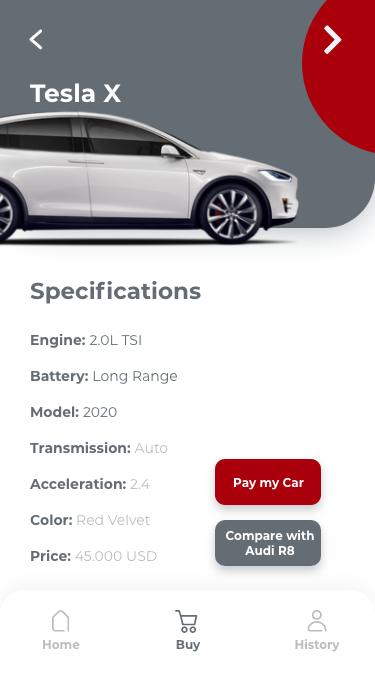 Tesla X
Specifications
Engine: 2.0L TSI
Battery: Long Range
Model: 2020
Transmission: Auto
Acceleration: 2.4
Color: Red Velvet
Price: 45.000 USD
Pay my Car
Compare with
Audi R8
Home
Buy
History